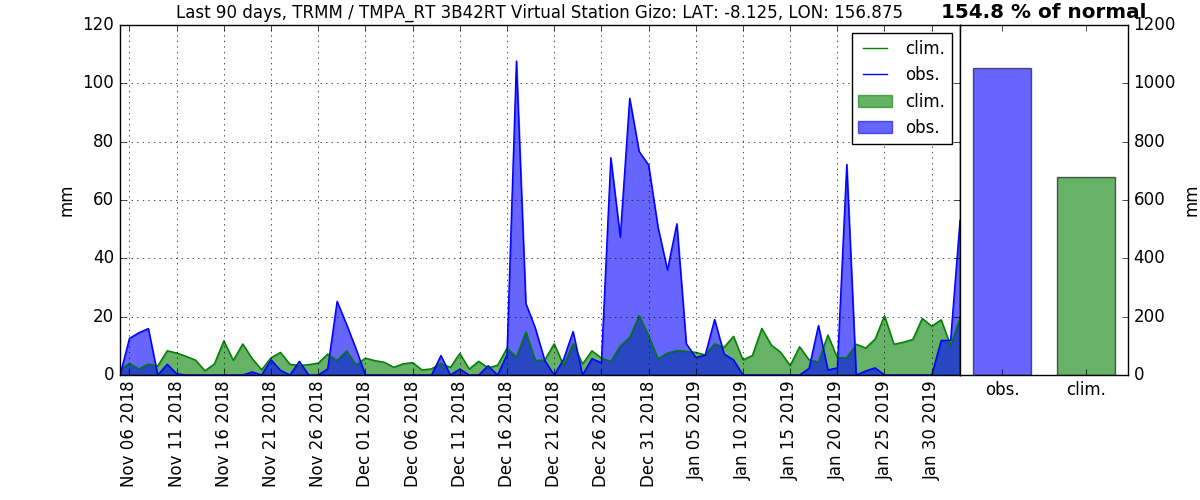 Last 90 days, TRMM / TMPA_RT 3B42RT Virtual Station Gizo: LAT: -8.125, LON: 156.875
154.8 % of normal
120
100
80
60
40
20
0
mm
clim.
obs.
clim.
obs.
1200
1000
800
600
400
200
0
mm
Nov 06 2018
Nov 11 2018
Nov 16 2018
Nov 21 2018
Nov 26 2018
Dec 01 2018
Dec 06 2018
Dec 11 2018
Dec 16 2018
Dec 21 2018
Dec 26 2018
Dec 31 2018
Jan 05 2019
Jan 10 2019
Jan 15 2019
Jan 20 2019
Jan 25 2019
Jan 30 2019
obs.
clim.